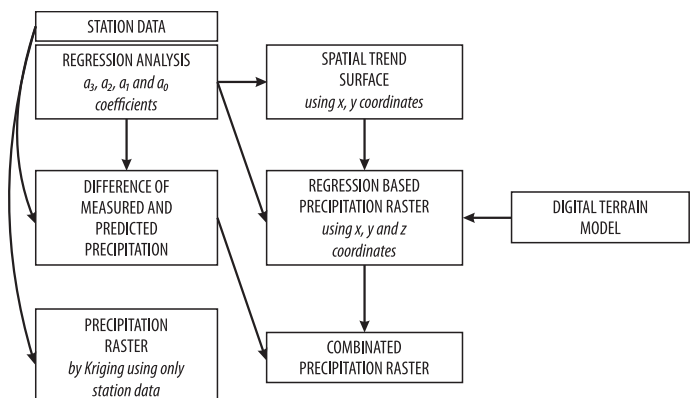 STATION DATA
REGRESSION ANALYSIS
a₃, a₂, a₁ and a₀
coefficients
SPATIAL TREND
SURFACE
using x, y coordinates
DIFFERENCE OF
MEASURED AND
PREDICTED
PRECIPITATION
REGRESSION BASED
PRECIPITATION RASTER
using x, y and z
coordinates
DIGITAL TERRAIN
MODEL
PRECIPITATION
RASTER
by Kriging using only
station data
COMBINATED
PRECIPITATION RASTER